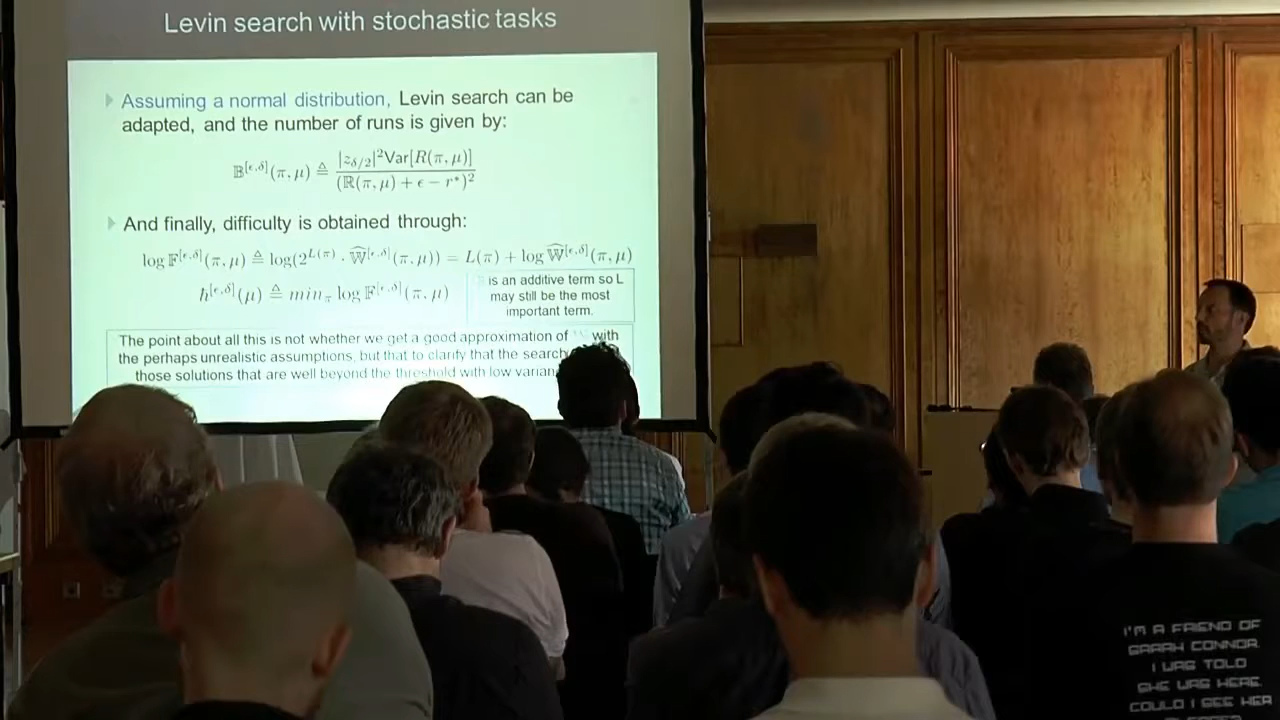 Levin search with stochastic tasks
Assuming a normal distribution, Levin search can be
adapted, and the number of runs is given by:
𝔹^[ϵ,δ](π, μ) ≜ |z_δ/2|²Var[R(π, μ)] / (ℝ(π, μ) + ϵ − r*)²
And finally, difficulty is obtained through:
log 𝔽^[ϵ,δ](π, μ) ≜ log(2^L(π) · 𝕎̂^[ϵ,δ](π, μ)) = L(π) + log 𝕎̂^[ϵ,δ](π, μ)
ℏ^[ϵ,δ](μ) ≜ min_π log 𝔽^[ϵ,δ](π, μ)
is an additive term so L
may still be the most
important term.
The point about all this is not whether we get a good approximation of with
the perhaps unrealistic assumptions, but that to clarify that the search
those solutions that are well beyond the threshold with low
I'M A FRIEND OF
SARAH CONNOR.
I WAS TOLD
SHE WAS HERE.
COULD I SEE HER